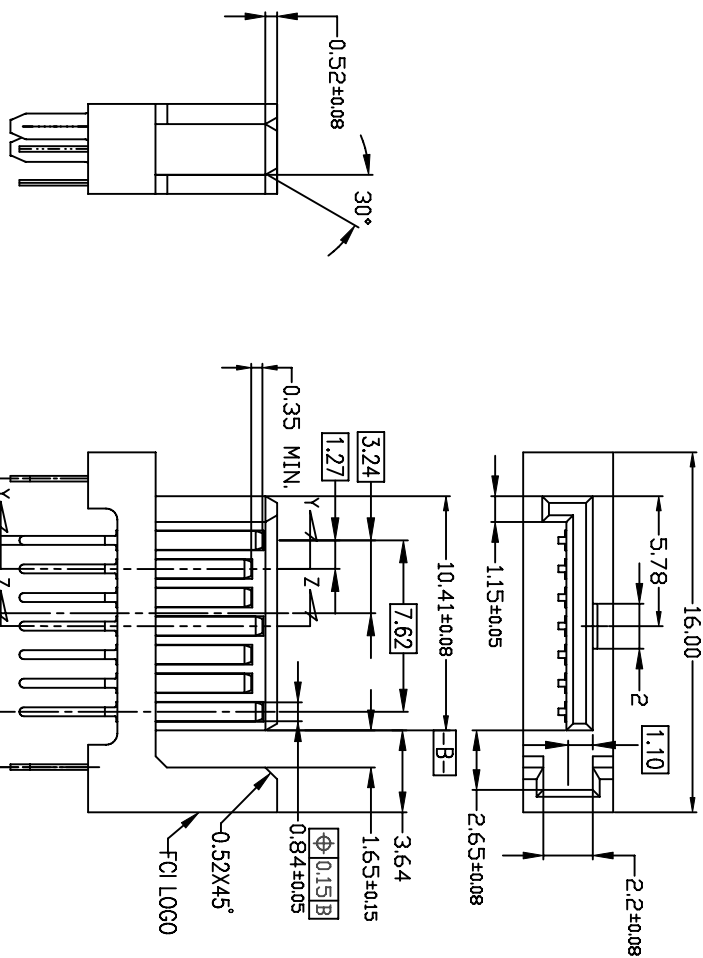 0.52±0.08
30°
16.00
5.78
2
1.10
1.15±0.05
2.65±0.08
2.2±0.08
10.41±0.08
7.62
3.24
1.27
0.35 MIN.
Y
Z
Y
Z
-B-
3.64
1.65±0.15
⌖ 0.15 B
0.84±0.05
0.52X45°
FCI LOGO